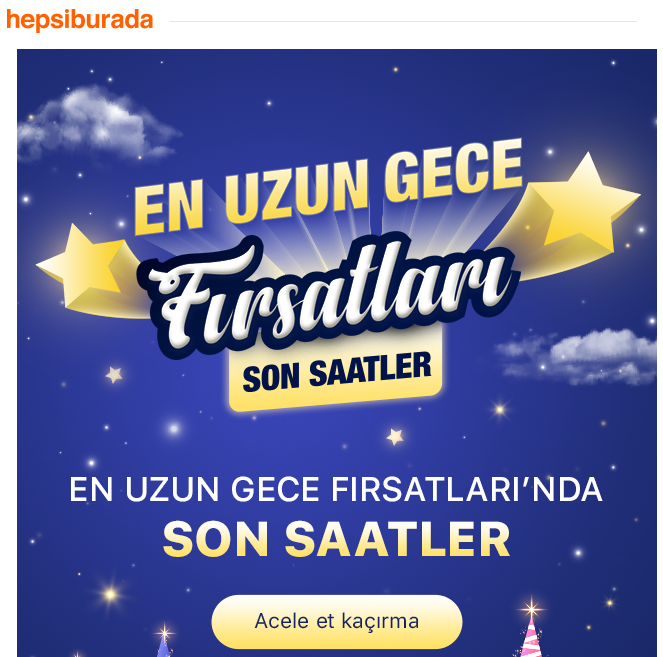 hepsiburada
EN UZUN GECE
Fırsatları
SON SAATLER
EN UZUN GECE FIRSATLARI’NDA
SON SAATLER
Acele et kaçırma